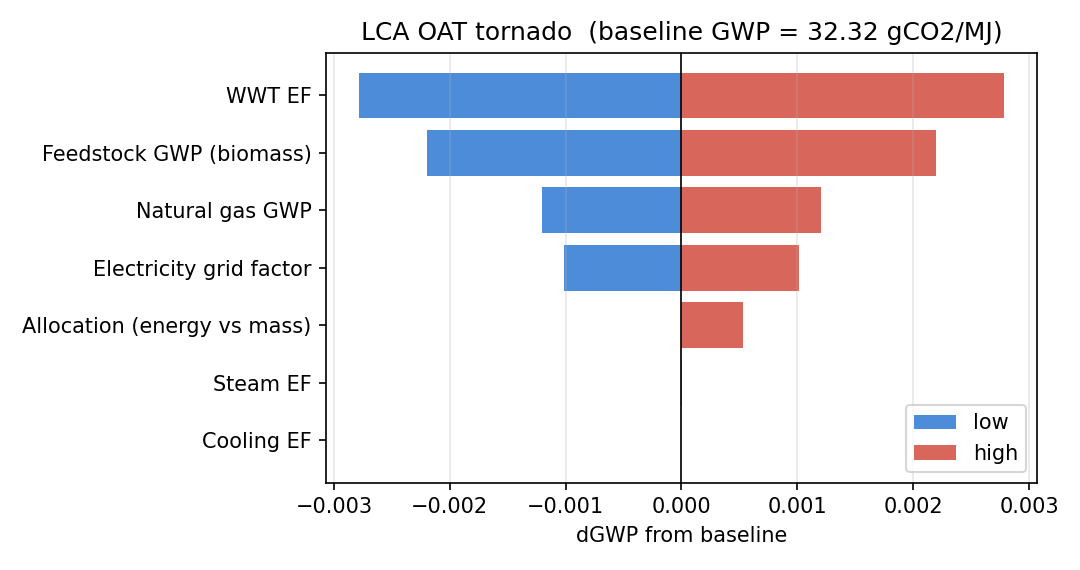 LCA OAT tornado  (baseline GWP = 32.32 gCO2/MJ)
WWT EF
Feedstock GWP (biomass)
Natural gas GWP
Electricity grid factor
Allocation (energy vs mass)
Steam EF
Cooling EF
low
high
−0.003 −0.002 −0.001 0.000 0.001 0.002 0.003
dGWP from baseline